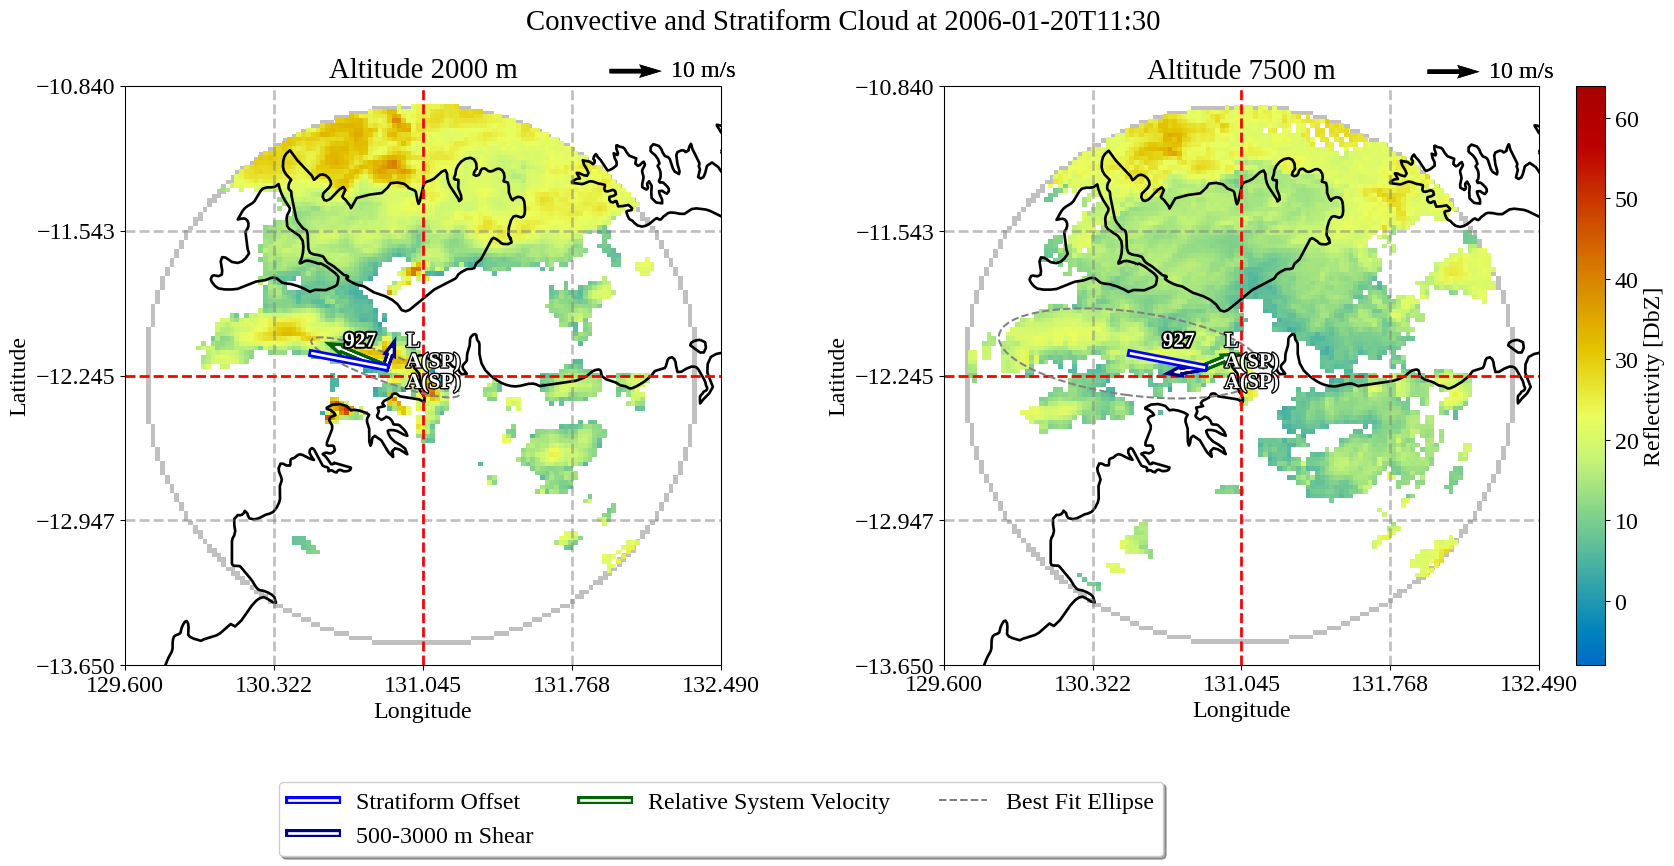 Convective and Stratiform Cloud at 2006-01-20T11:30
Altitude 2000 m
10 m/s
Altitude 7500 m
10 m/s
−10.840
−11.543
−12.245
−12.947
−13.650
Latitude
129.600
130.322
131.045
131.768
132.490
Longitude
927
L
A(SP)
A(SP)
−10.840
−11.543
−12.245
−12.947
−13.650
Latitude
129.600
130.322
131.045
131.768
132.490
Longitude
927
L
A(SP)
A(SP)
60
50
40
30
20
10
0
Reflectivity [DbZ]
Stratiform Offset
Relative System Velocity
Best Fit Ellipse
500-3000 m Shear